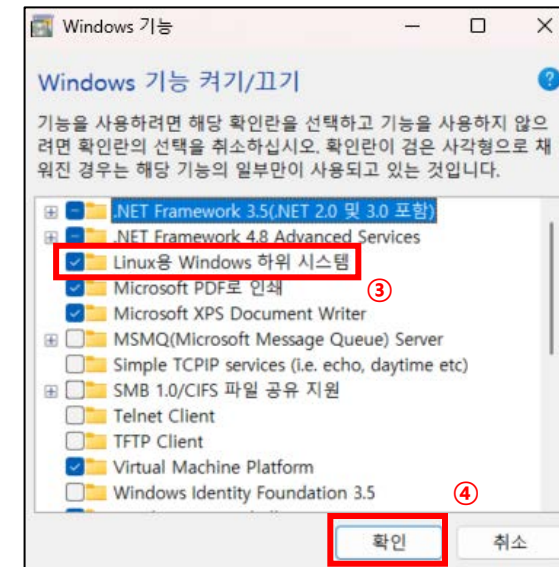 Windows 기능
Windows 기능 켜기/끄기
기능을 사용하려면 해당 확인란을 선택하고 기능을 사용하지 않으
려면 확인란의 선택을 취소하십시오. 확인란이 검은 사각형으로 채
워진 경우는 해당 기능의 일부만이 사용되고 있는 것입니다.
.NET Framework 3.5(.NET 2.0 및 3.0 포함)
.NET Framework 4.8 Advanced Services
Linux용 Windows 하위 시스템
Microsoft PDF로 인쇄
③
Microsoft XPS Document Writer
MSMQ(Microsoft Message Queue) Server
Simple TCPIP services (i.e. echo, daytime etc)
SMB 1.0/CIFS 파일 공유 지원
Telnet Client
TFTP Client
Virtual Machine Platform
Windows Identity Foundation 3.5
④
확인
취소